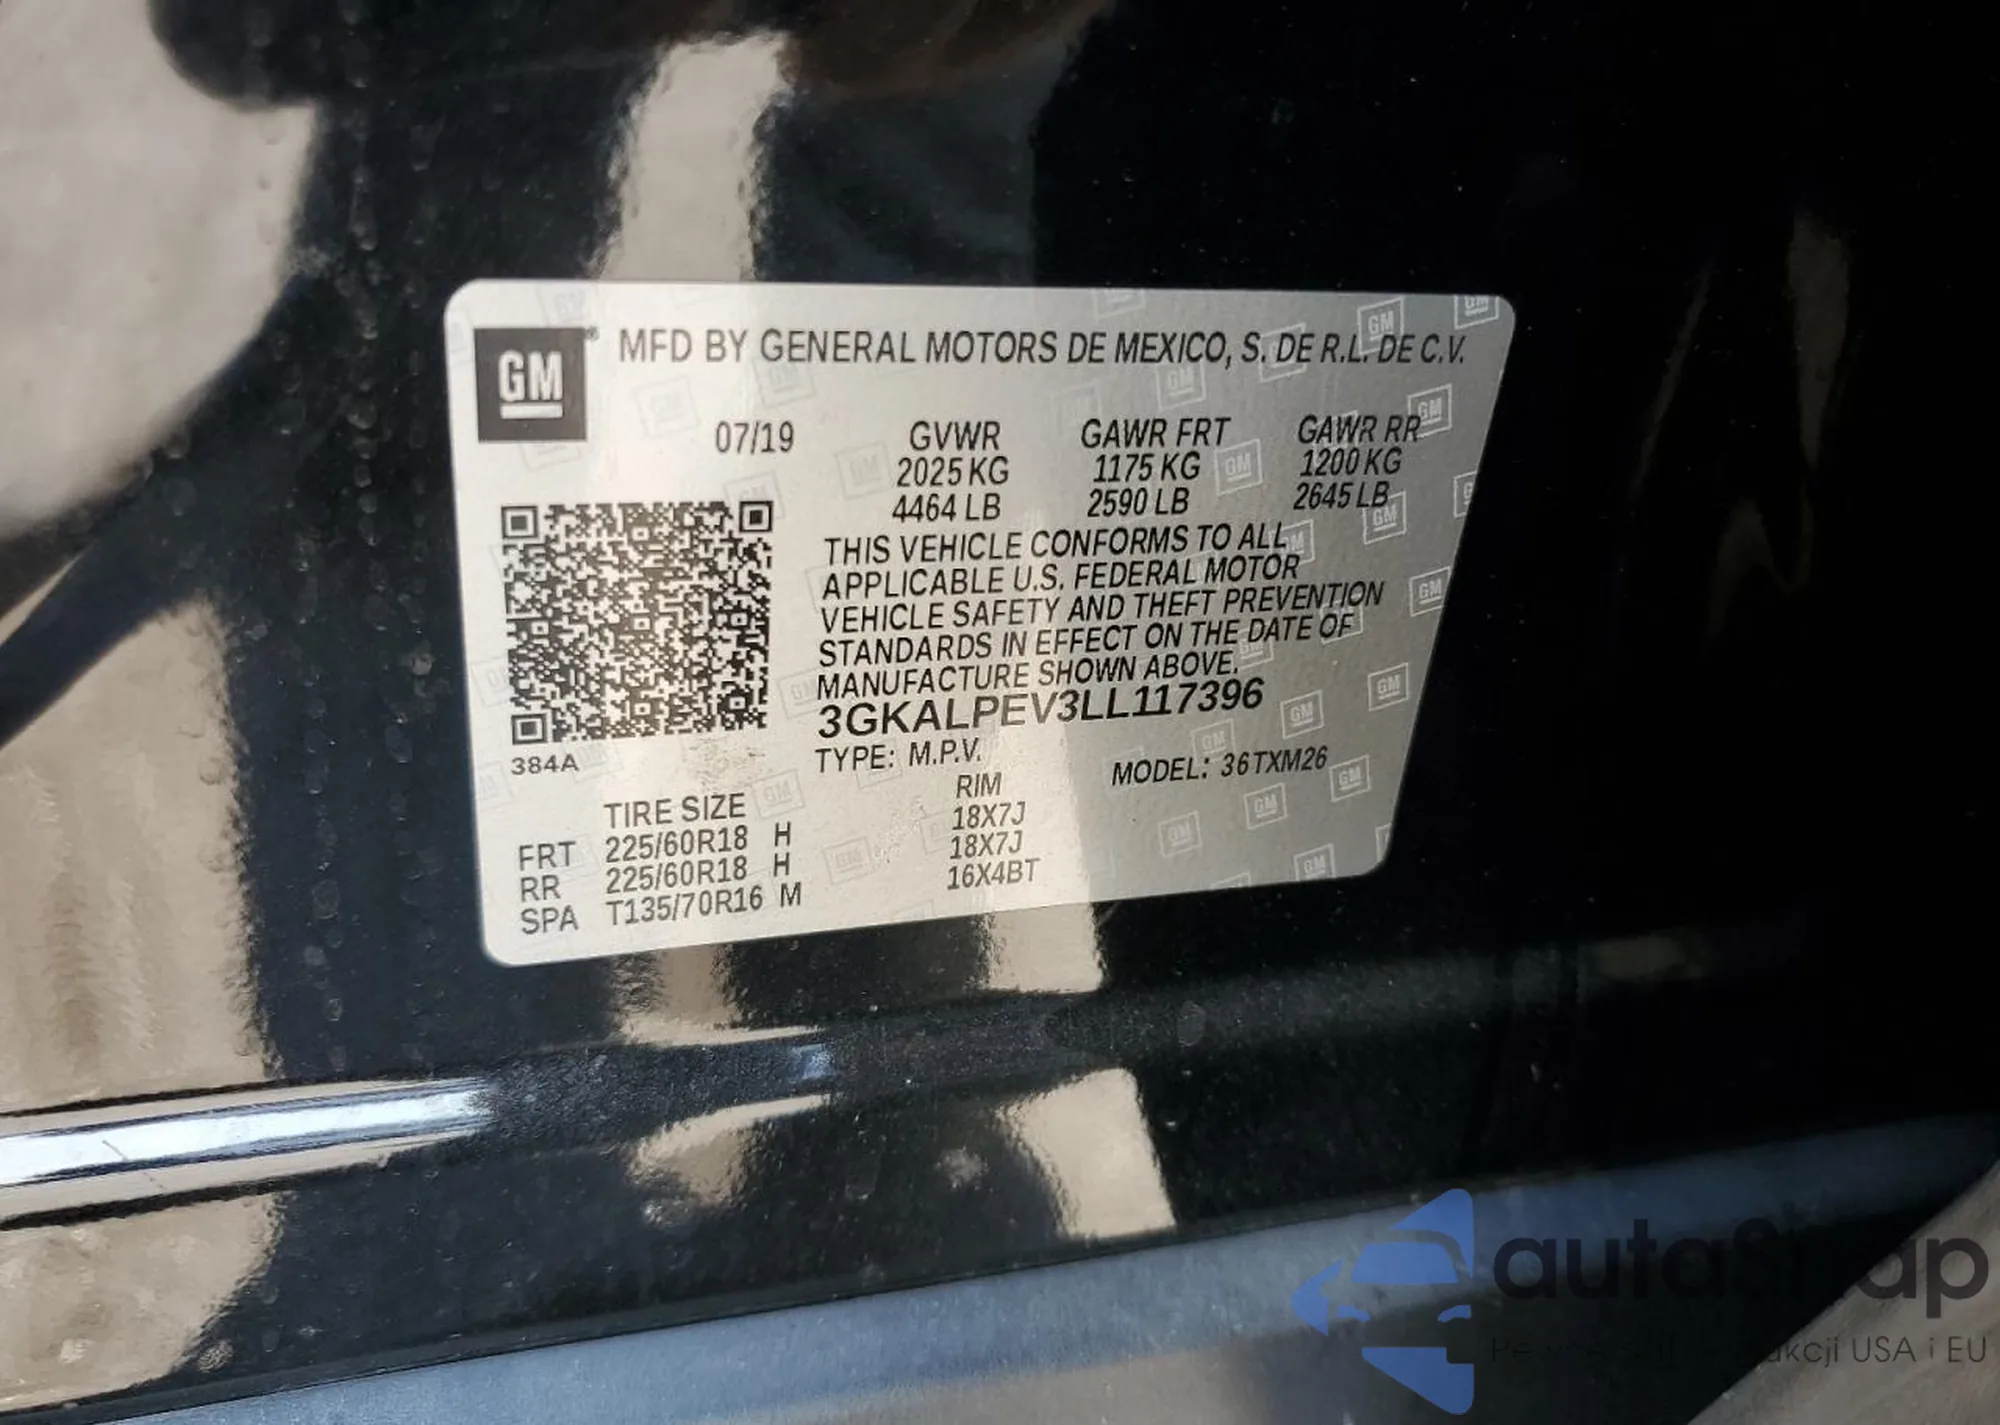 GM
MFD BY GENERAL MOTORS DE MEXICO, S. DE R.L. DE C.V.
07/19 GVWR GAWR FRT GAWR RR
2025 KG 1175 KG 1200 KG
4464 LB 2590 LB 2645 LB
THIS VEHICLE CONFORMS TO ALL
APPLICABLE U.S. FEDERAL MOTOR
VEHICLE SAFETY AND THEFT PREVENTION
STANDARDS IN EFFECT ON THE DATE OF
MANUFACTURE SHOWN ABOVE.
3GKALPEV3LL117396
384A
TYPE: M.P.V. MODEL: 36TXM26
TIRE SIZE RIM
FRT 225/60R18 H 18X7J
RR 225/60R18 H 18X7J
SPA T135/70R16 M 16X4BT
USA i EU